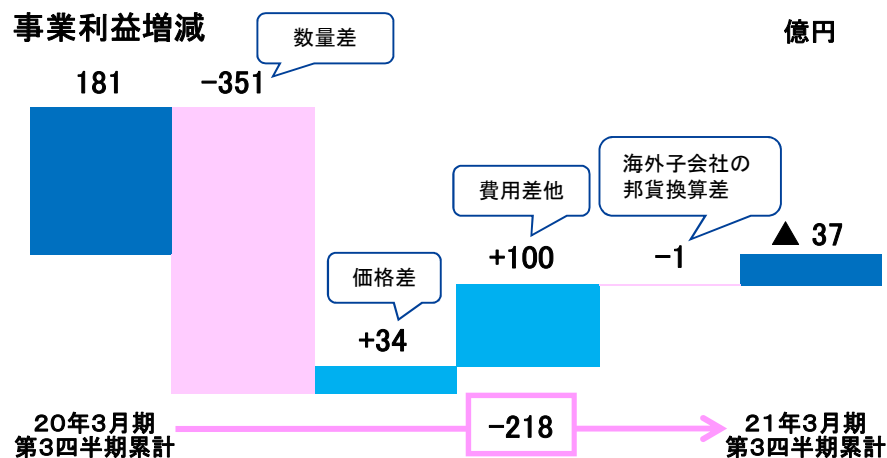 事業利益増減
億円
数量差
181
-351
海外子会社の
邦貨換算差
費用差他
▲ 37
+100
-1
価格差
+34
-218
20年3月期
第3四半期累計
21年3月期
第3四半期累計